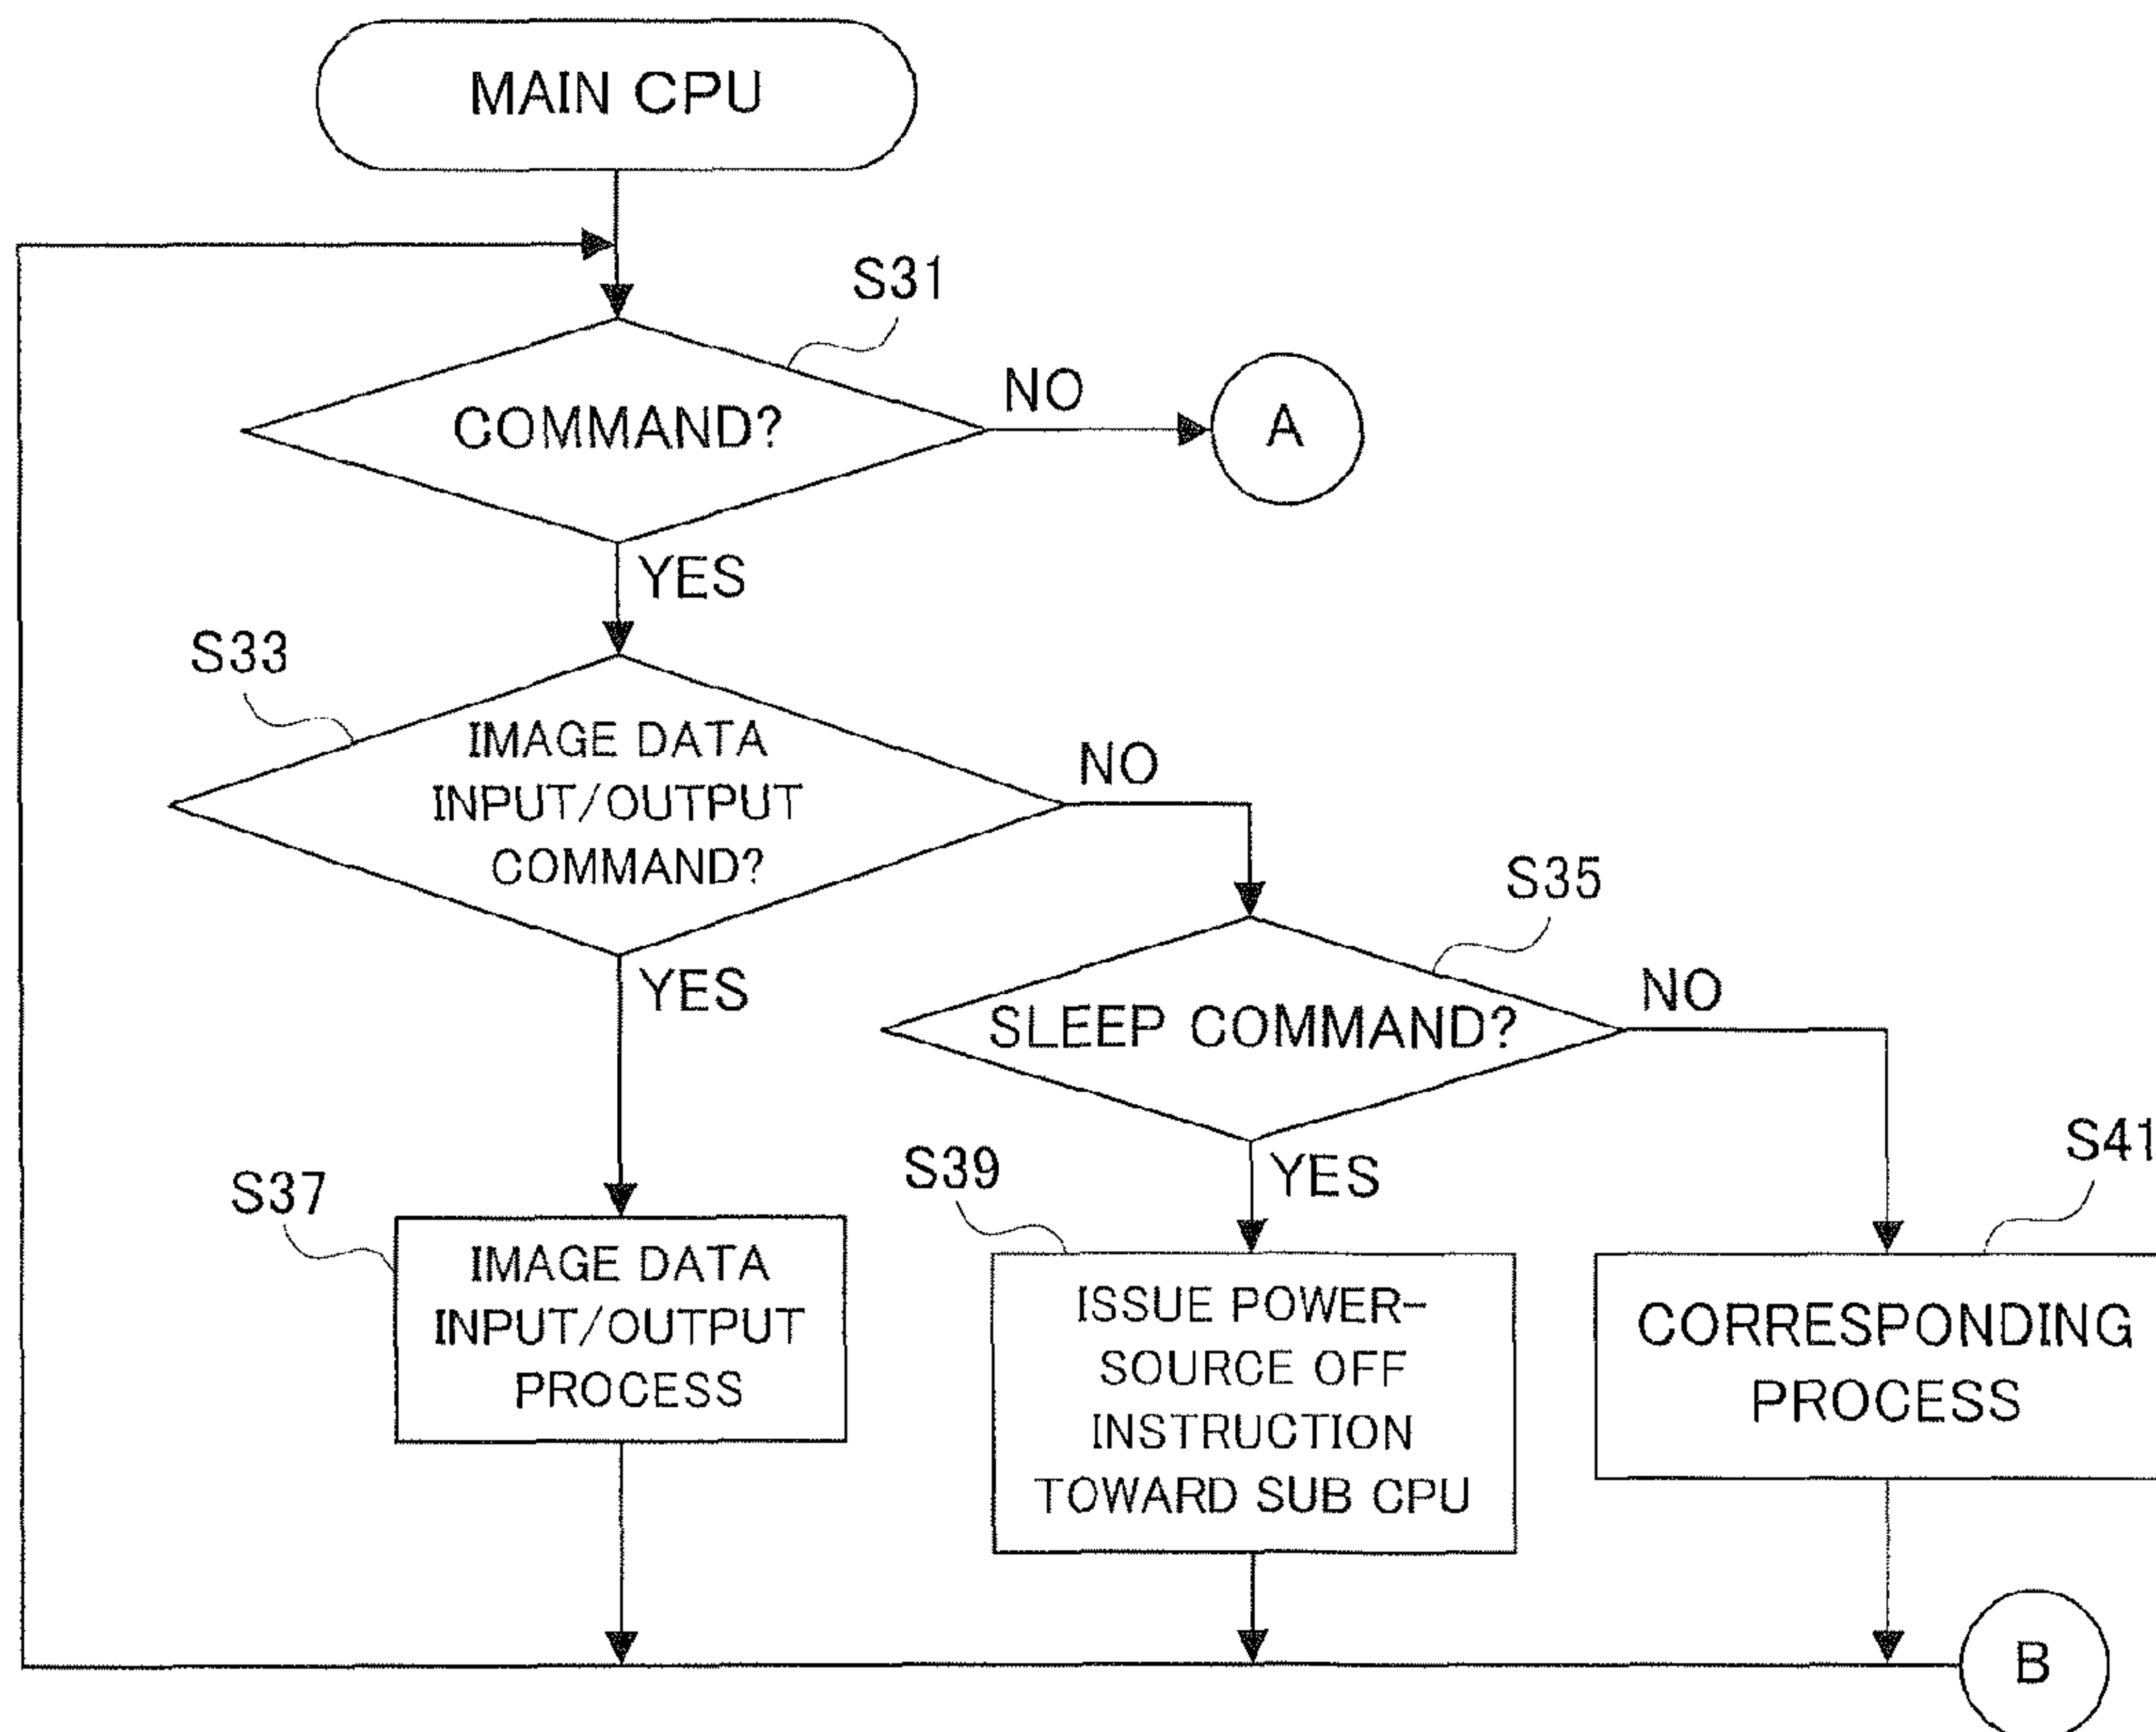 MAIN CPU
S31
COMMAND?
NO
A
YES
S33
IMAGE DATA
INPUT/OUTPUT
COMMAND?
NO
YES
S35
SLEEP COMMAND?
NO
YES
S37
IMAGE DATA
INPUT/OUTPUT
PROCESS
S39
ISSUE POWER-
SOURCE OFF
INSTRUCTION
TOWARD SUB CPU
S41
CORRESPONDING
PROCESS
B